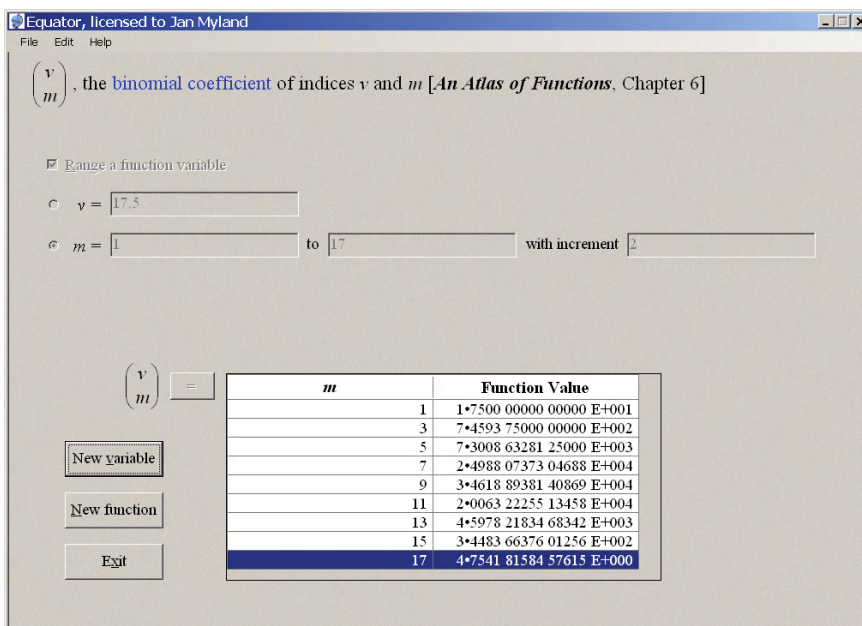 Equator, licensed to Jan Myland
File Edit Help
(v m), the binomial coefficient of indices v and m [An Atlas of Functions, Chapter 6]
Range a function variable
v = 17.5
m = 1 to 17 with increment 2
(v m) =
m Function Value
1 1•7500 00000 00000 E+001
3 7•4593 75000 00000 E+002
5 7•3008 63281 25000 E+003
7 2•4988 07373 04688 E+004
9 3•4618 89381 40869 E+004
11 2•0063 22255 13458 E+004
13 4•5978 21834 68342 E+003
15 3•4483 66376 01256 E+002
17 4•7541 81584 57615 E+000
New variable
New function
Exit